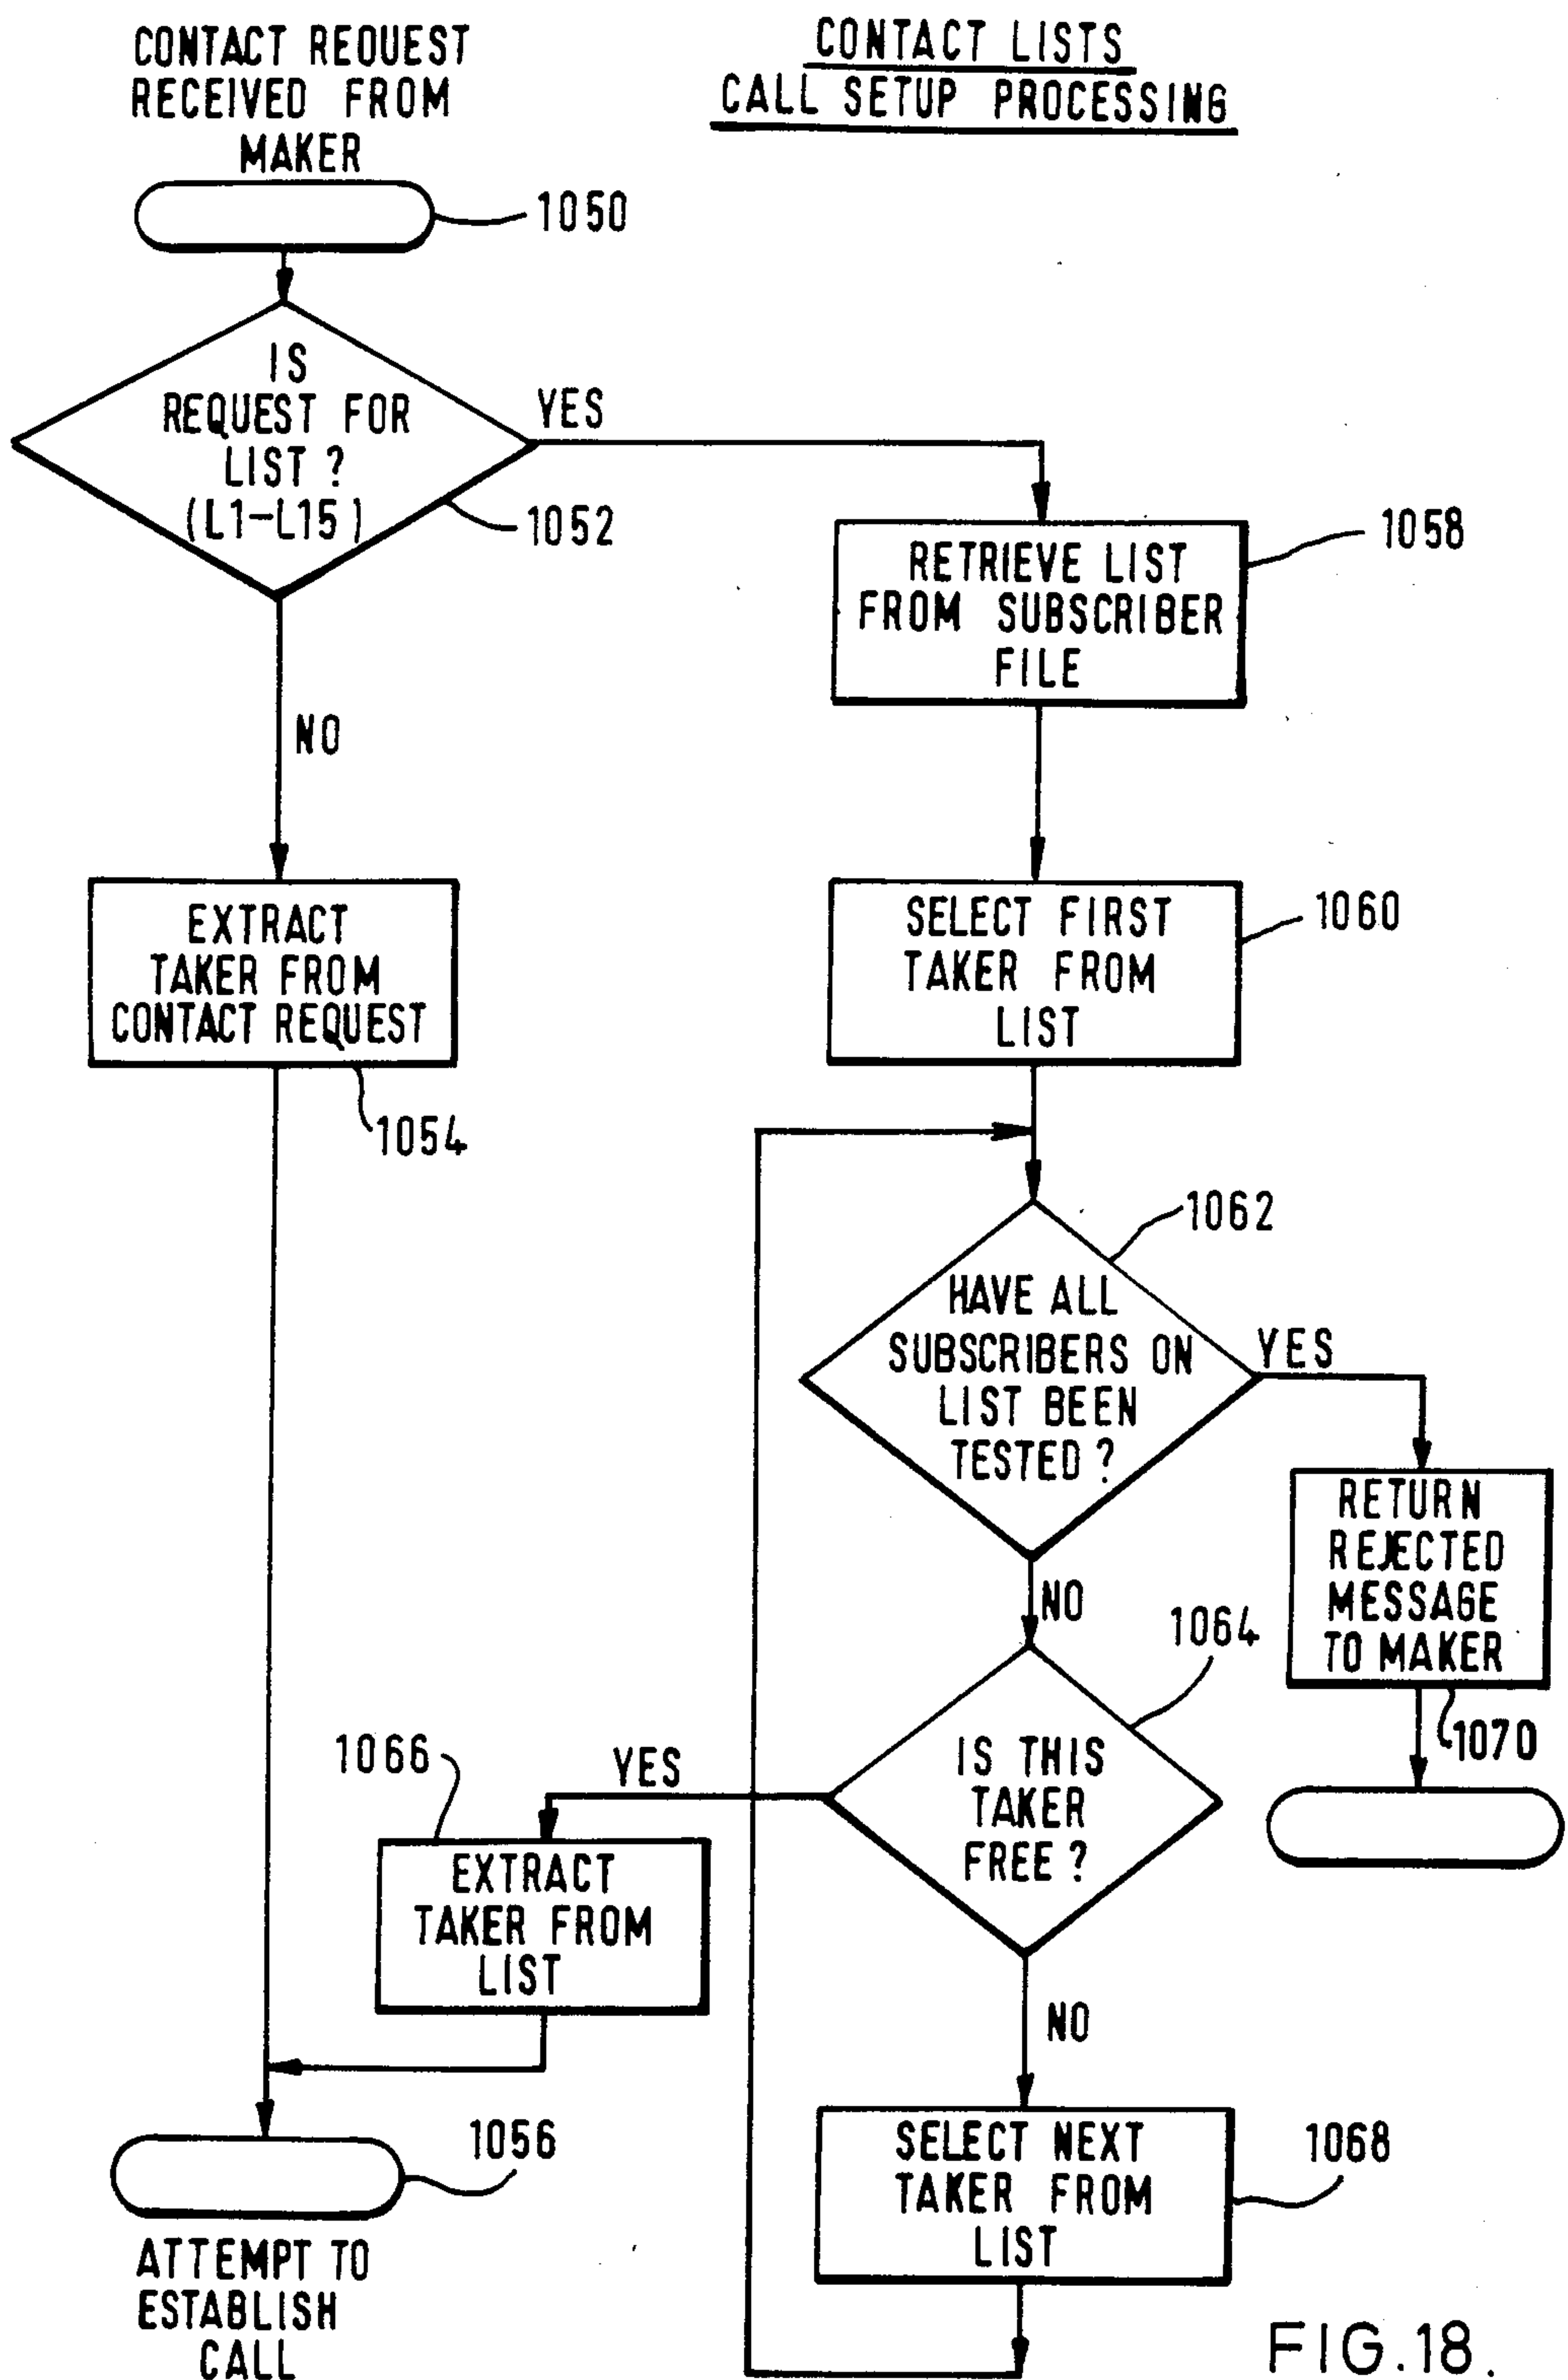 CONTACT REQUEST
RECEIVED FROM
MAKER
CONTACT LISTS
CALL SETUP PROCESSING
1050
IS
REQUEST FOR
LIST ?
(L1-L15)
1052
YES
NO
1058
RETRIEVE LIST
FROM SUBSCRIBER
FILE
EXTRACT
TAKER FROM
CONTACT REQUEST
1054
1060
SELECT FIRST
TAKER FROM
LIST
1062
HAVE ALL
SUBSCRIBERS ON
LIST BEEN
TESTED ?
YES
NO
RETURN
REJECTED
MESSAGE
TO MAKER
1070
1064
IS THIS
TAKER
FREE ?
YES
1066
EXTRACT
TAKER FROM
LIST
NO
1056
ATTEMPT TO
ESTABLISH
CALL
SELECT NEXT
TAKER FROM
LIST
1068
FIG.18.